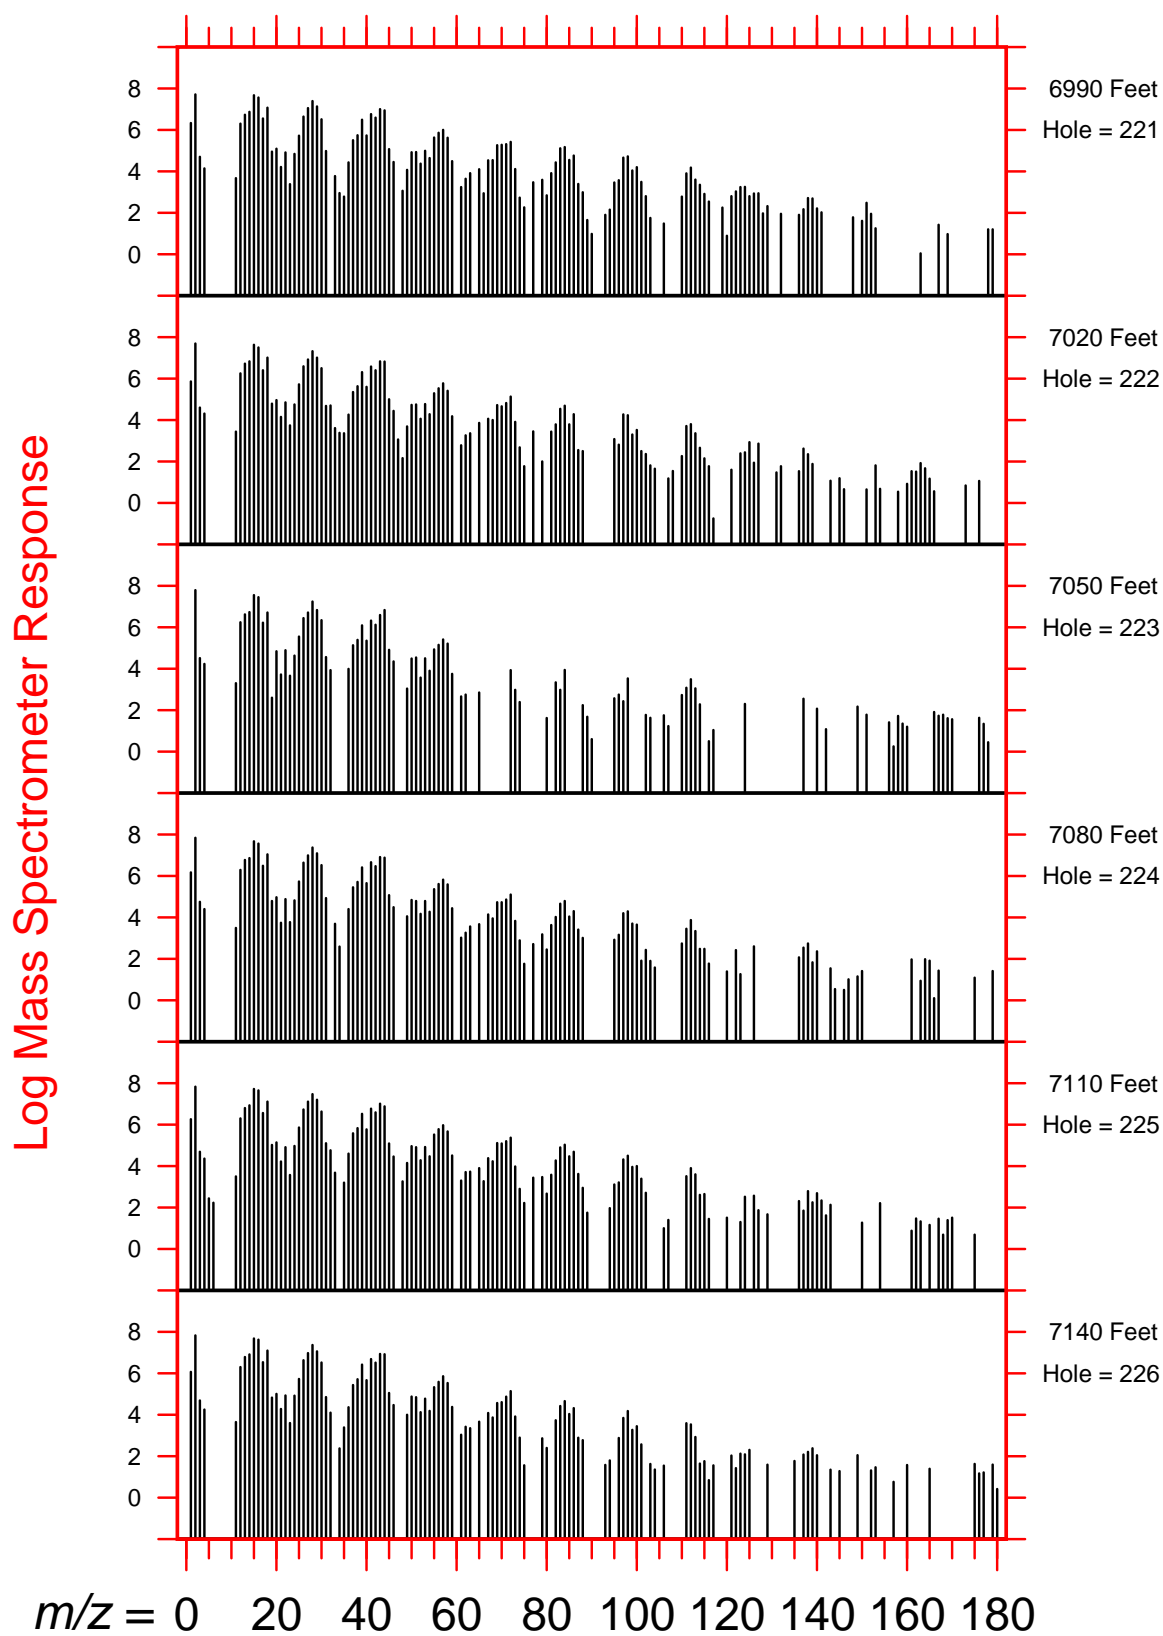 Log Mass Spectrometer Response
8
6
4
2
0
6990 Feet
Hole = 221
8
6
4
2
0
7020 Feet
Hole = 222
8
6
4
2
0
7050 Feet
Hole = 223
8
6
4
2
0
7080 Feet
Hole = 224
8
6
4
2
0
7110 Feet
Hole = 225
8
6
4
2
0
7140 Feet
Hole = 226
m/z = 0 20 40 60 80 100 120 140 160 180